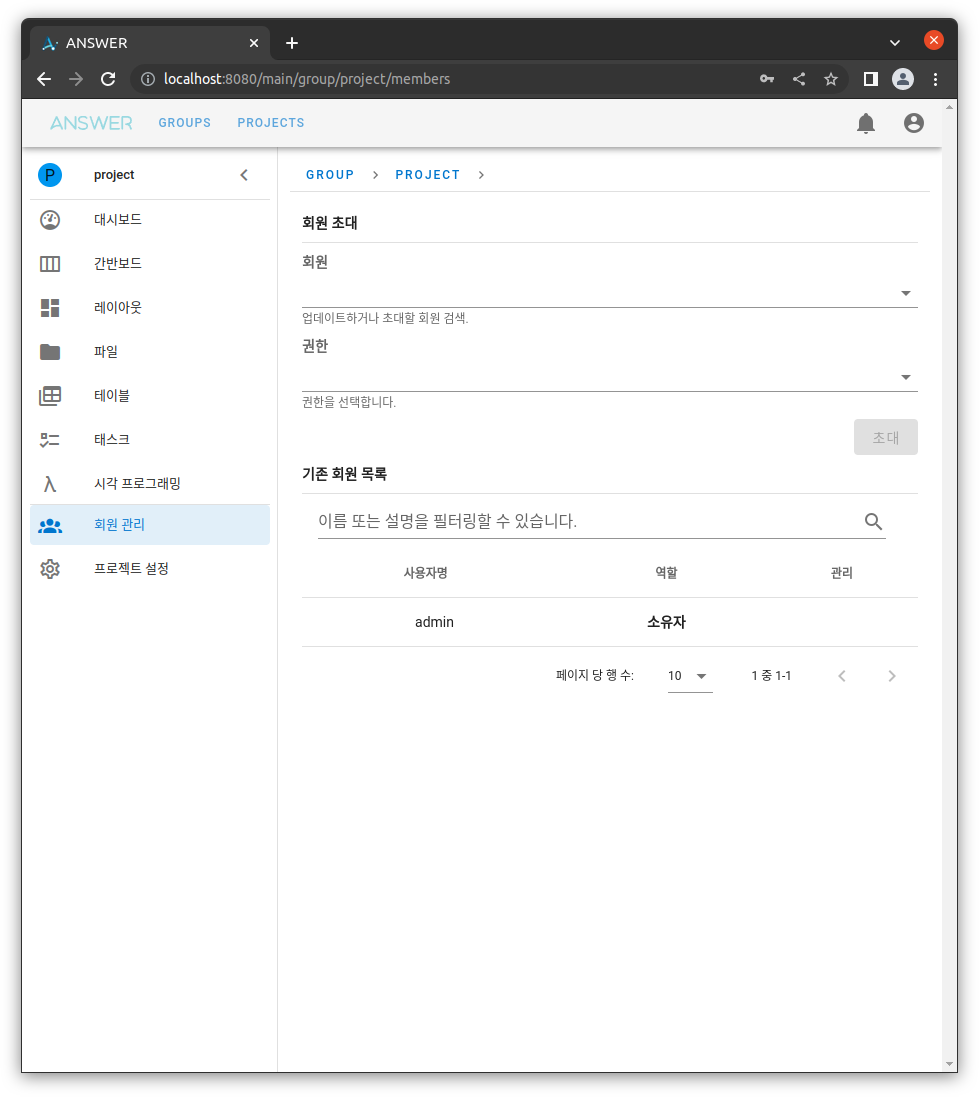 ANSWER
localhost:8080/main/group/project/members
ANSWER GROUPS PROJECTS
P project
대시보드
간반보드
레이아웃
파일
테이블
태스크
λ 시각 프로그래밍
회원 관리
프로젝트 설정
GROUP > PROJECT >
회원 초대
회원
업데이트하거나 초대할 회원 검색.
권한
권한을 선택합니다.
초대
기존 회원 목록
이름 또는 설명을 필터링할 수 있습니다.
사용자명 역할 관리
admin 소유자
페이지 당 행 수: 10 1 중 1-1